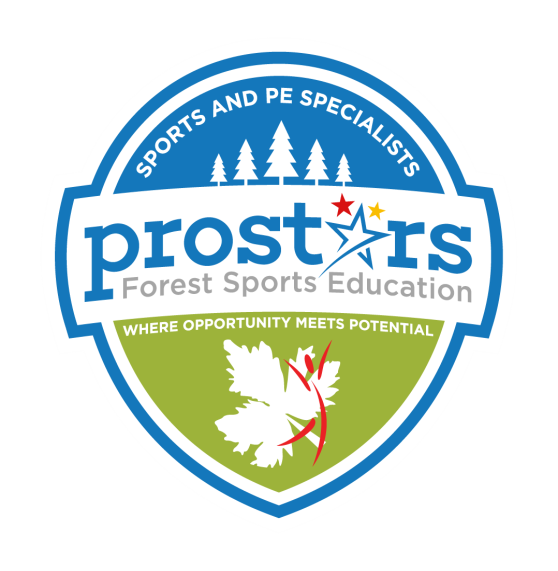 SPORTS AND PE SPECIALISTS
prostars
Forest Sports Education
WHERE OPPORTUNITY MEETS POTENTIAL